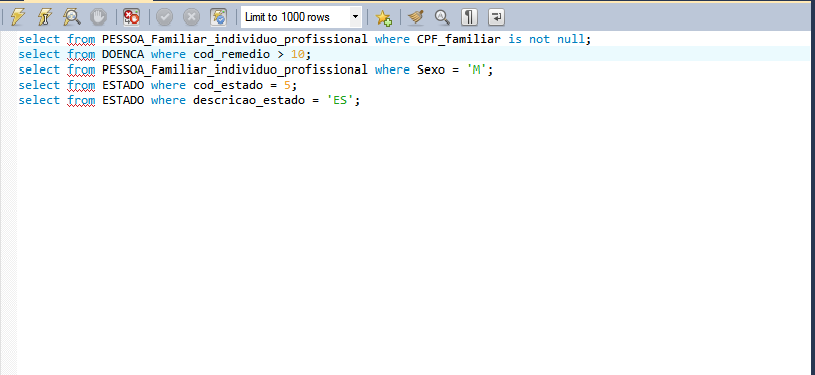 Limit to 1000 rows
select from PESSOA_Familiar_individuo_profissional where CPF_familiar is not null;
select from DOENCA where cod_remedio > 10;
select from PESSOA_Familiar_individuo_profissional where Sexo = 'M';
select from ESTADO where cod_estado = 5;
select from ESTADO where descricao_estado = 'ES';